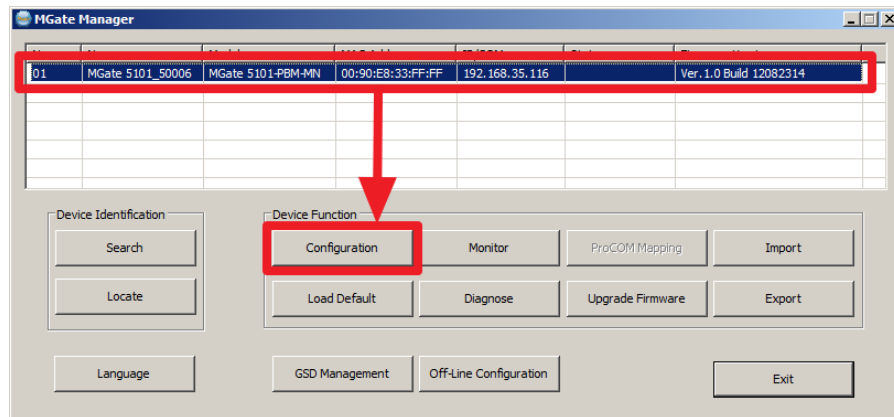 MGate Manager
01 MGate 5101_50006 MGate 5101-PBM-MN 00:90:E8:33:FF:FF 192.168.35.116 Ver.1.0 Build 12082314
Device Identification
Device Function
Search
Configuration
Monitor
ProCOM Mapping
Import
Locate
Load Default
Diagnose
Upgrade Firmware
Export
Language
GSD Management
Off-Line Configuration
Exit